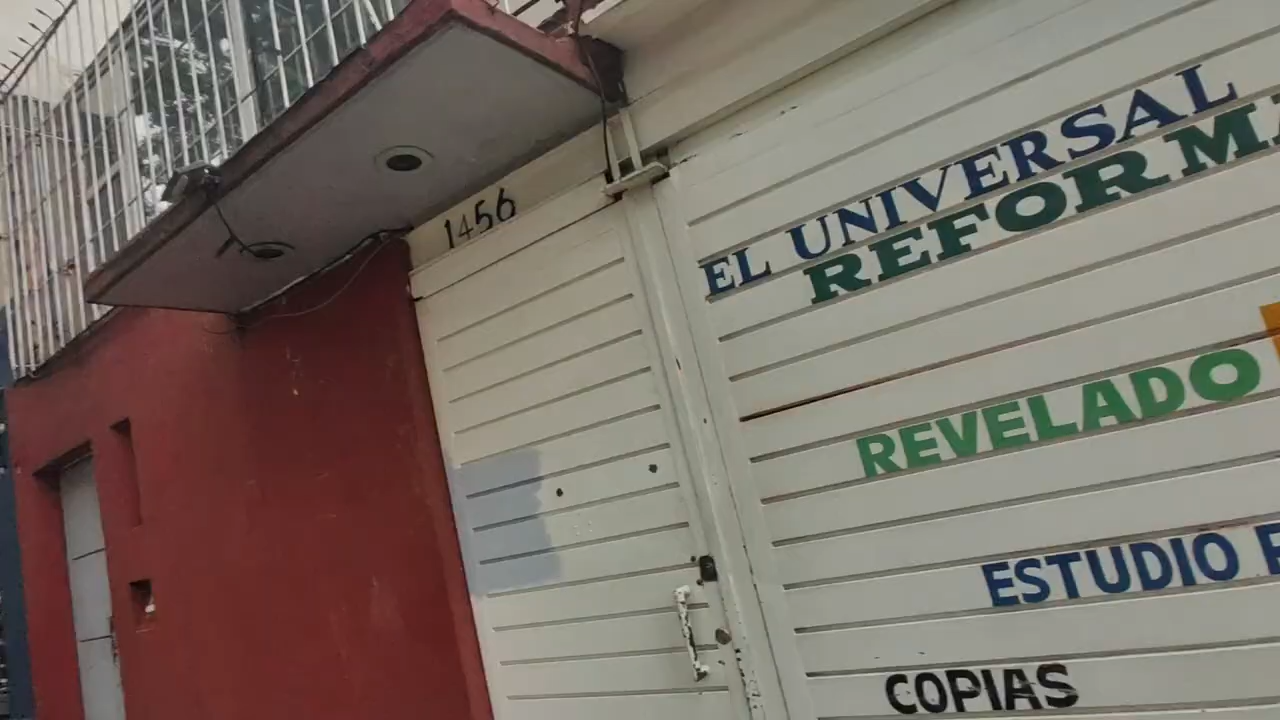 1456
EL UNIVERSAL
REFORMA
REVELADO
ESTUDIO
COPIAS